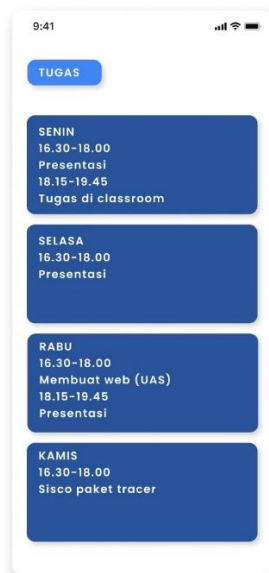 9:41
TUGAS
SENIN
16.30-18.00
Presentasi
18.15-19.45
Tugas di classroom
SELASA
16.30-18.00
Presentasi
RABU
16.30-18.00
Membuat web (UAS)
18.15-19.45
Presentasi
KAMIS
16.30-18.00
Sisco paket tracer